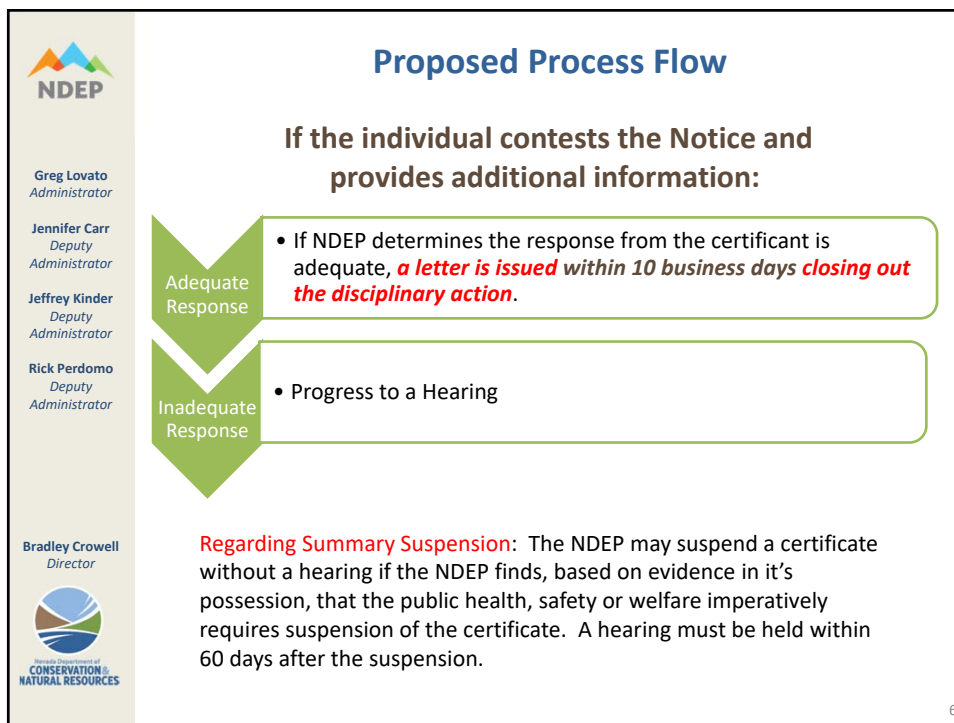 NDEP
Greg Lovato
Administrator
Jennifer Carr
Deputy
Administrator
Jeffrey Kinder
Deputy
Administrator
Rick Perdomo
Deputy
Administrator
Bradley Crowell
Director
Nevada Department of
CONSERVATION &
NATURAL RESOURCES
Proposed Process Flow
If the individual contests the Notice and
provides additional information:
Adequate
Response
• If NDEP determines the response from the certificant is
adequate, a letter is issued within 10 business days closing out
the disciplinary action.
Inadequate
Response
• Progress to a Hearing
Regarding Summary Suspension: The NDEP may suspend a certificate
without a hearing if the NDEP finds, based on evidence in it's
possession, that the public health, safety or welfare imperatively
requires suspension of the certificate. A hearing must be held within
60 days after the suspension.
6